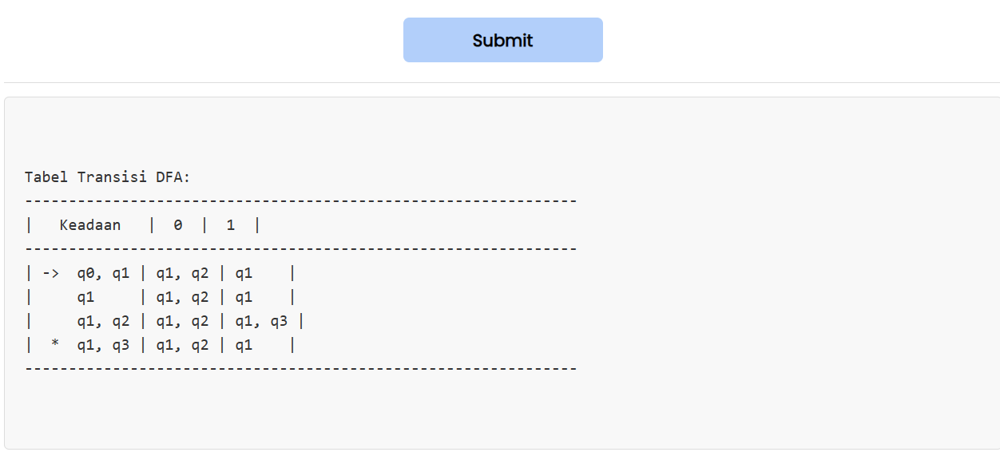 Submit
Tabel Transisi DFA:
---------------------------------------------------------------
|   Keadaan   |  0  |  1  |
---------------------------------------------------------------
| ->  q0, q1 | q1, q2 | q1    |
|     q1     | q1, q2 | q1    |
|     q1, q2 | q1, q2 | q1, q3 |
|  *  q1, q3 | q1, q2 | q1    |
---------------------------------------------------------------